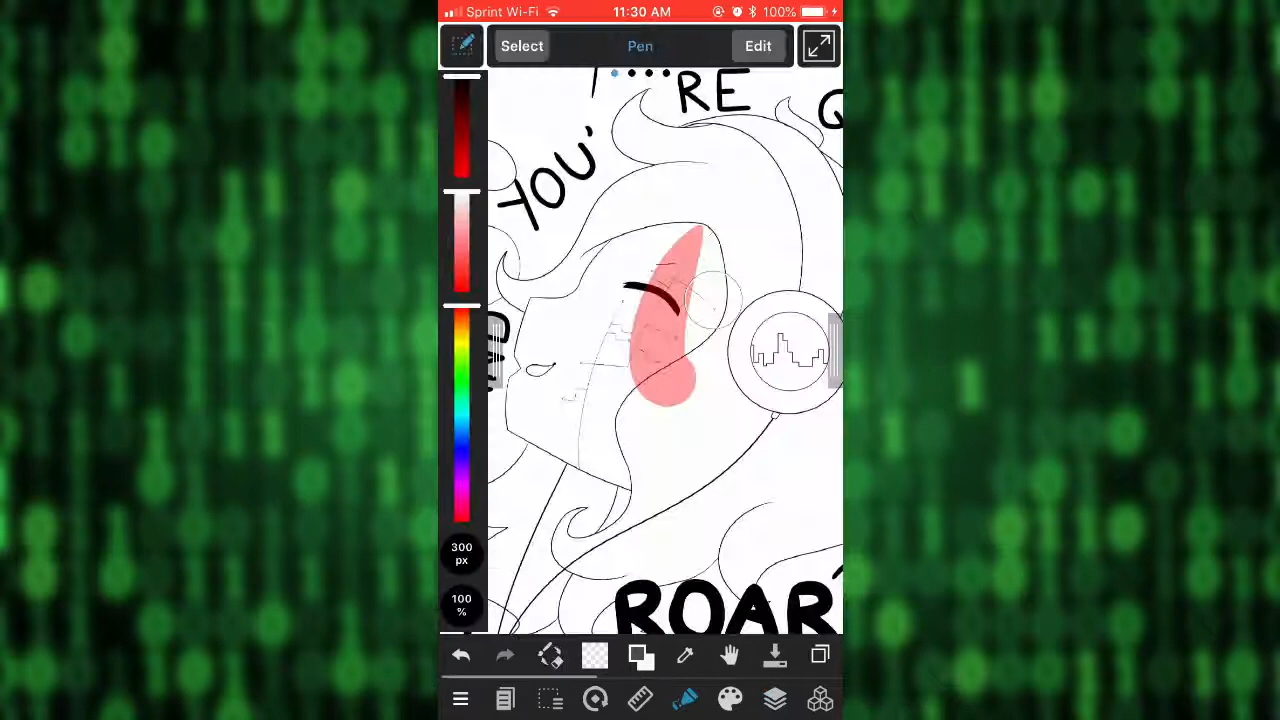 Sprint Wi-Fi 11:30 AM 100%
Select Pen Edit
YOU'RE
ROAR
300
px
100
%